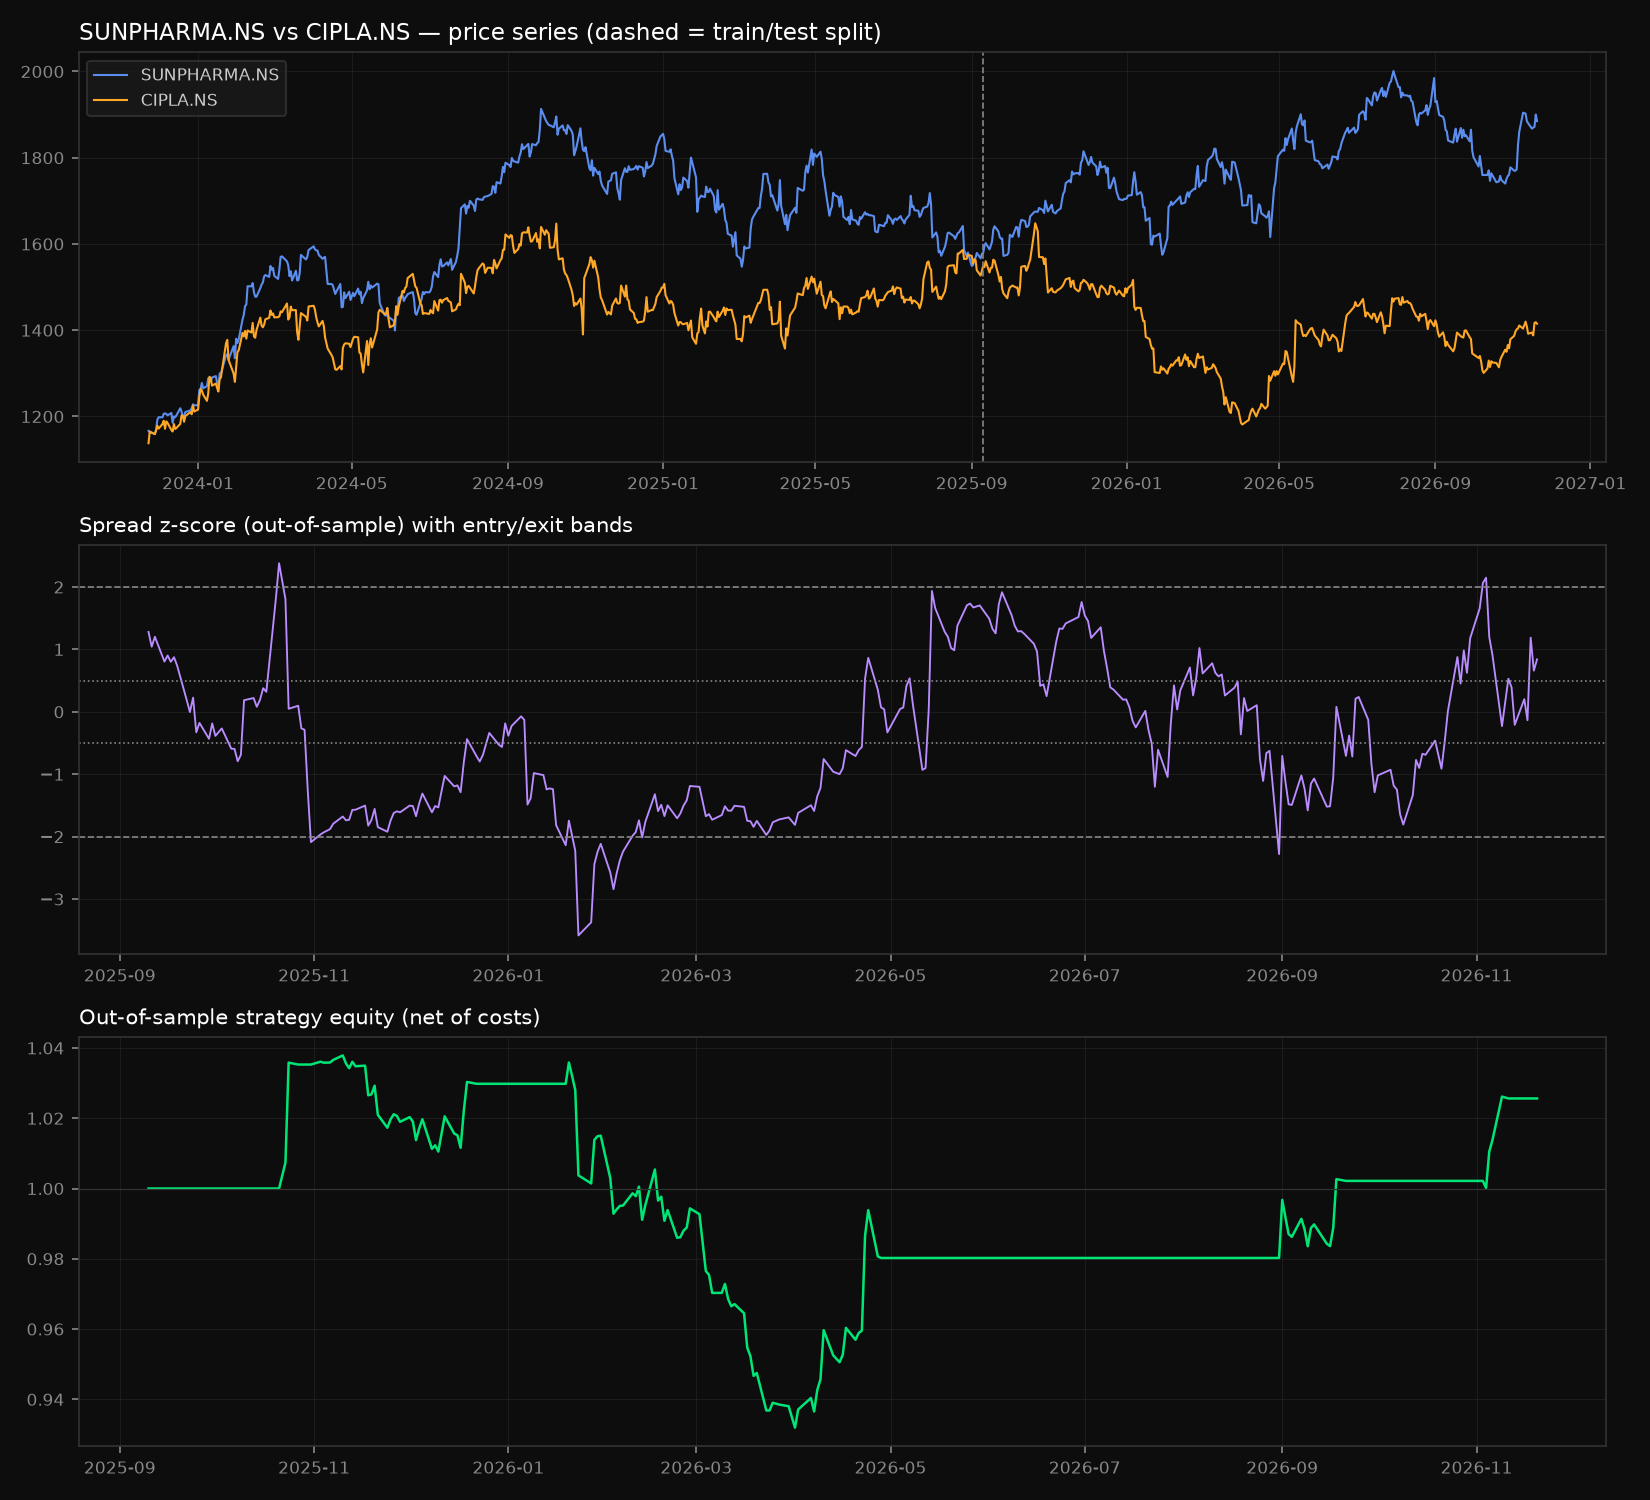 SUNPHARMA.NS vs CIPLA.NS — price series (dashed = train/test split)
SUNPHARMA.NS
CIPLA.NS
2000
1800
1600
1400
1200
2024-01 2024-05 2024-09 2025-01 2025-05 2025-09 2026-01 2026-05 2026-09 2027-01
Spread z-score (out-of-sample) with entry/exit bands
2
1
0
−1
−2
−3
2025-09 2025-11 2026-01 2026-03 2026-05 2026-07 2026-09 2026-11
Out-of-sample strategy equity (net of costs)
1.04
1.02
1.00
0.98
0.96
0.94
2025-09 2025-11 2026-01 2026-03 2026-05 2026-07 2026-09 2026-11